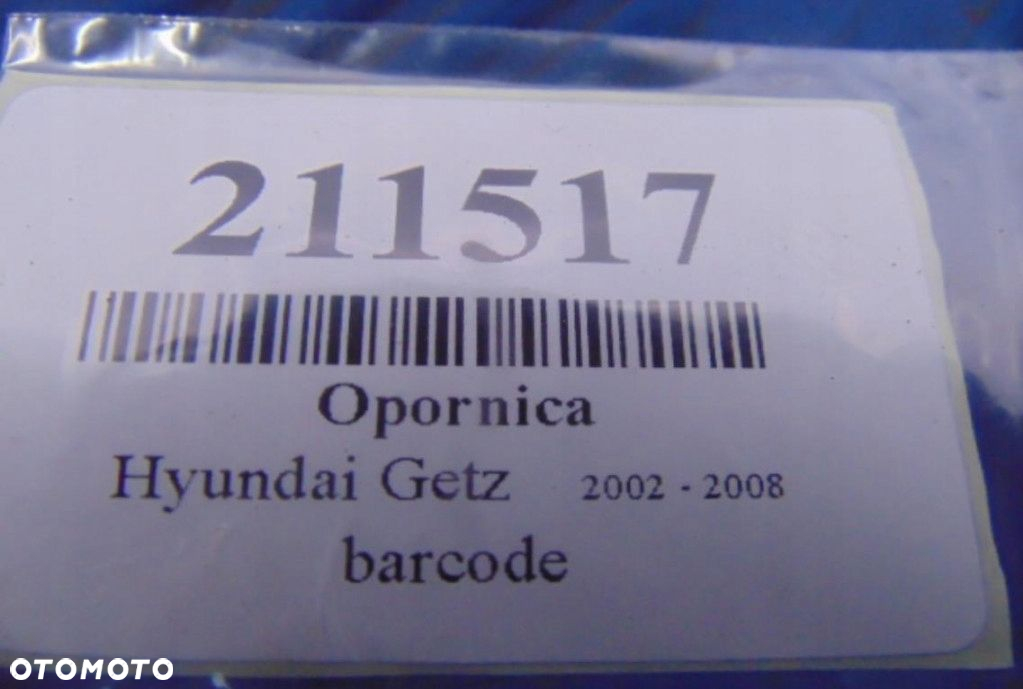 211517
Opornica
Hyundai Getz 2002 - 2008
barcode
OTOMOTO